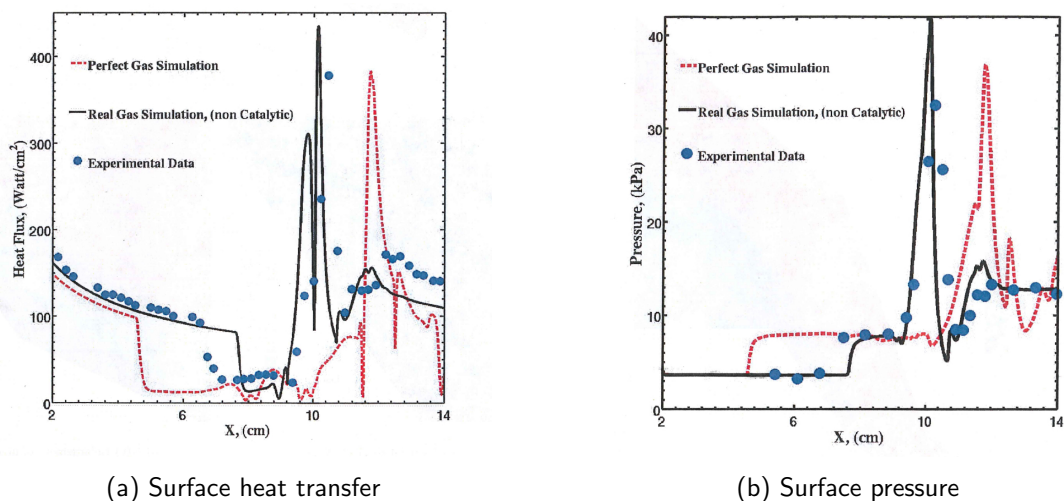 400
300
200
100
0
2
6
10
14
Heat Flux, (Watt/cm²)
X, (cm)
Perfect Gas Simulation
Real Gas Simulation, (non Catalytic)
Experimental Data
(a) Surface heat transfer
40
30
20
10
0
2
6
10
14
Pressure, (kPa)
X, (cm)
Perfect Gas Simulation
Real Gas Simulation, (non Catalytic)
Experimental Data
(b) Surface pressure